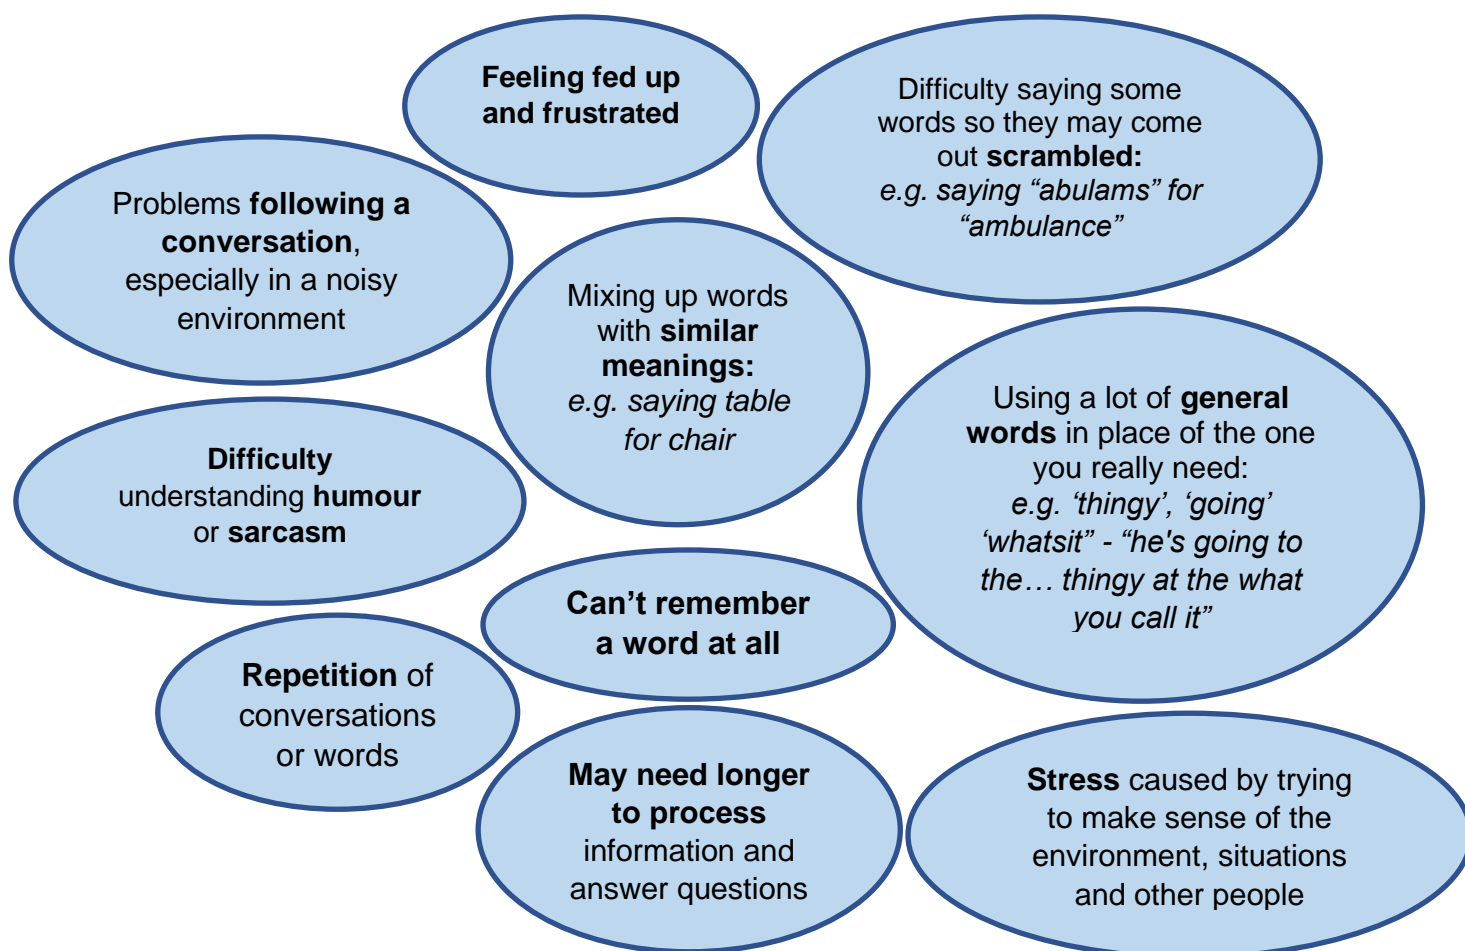 Feeling fed up
and frustrated
Difficulty saying some
words so they may come
out scrambled:
e.g. saying “abulams” for
“ambulance”
Problems following a
conversation,
especially in a noisy
environment
Mixing up words
with similar
meanings:
e.g. saying table
for chair
Using a lot of general
words in place of the one
you really need:
e.g. ‘thingy’, ‘going’
‘whatsit” - “he's going to
the… thingy at the what
you call it”
Difficulty
understanding humour
or sarcasm
Can’t remember
a word at all
Repetition of
conversations
or words
May need longer
to process
information and
answer questions
Stress caused by trying
to make sense of the
environment, situations
and other people